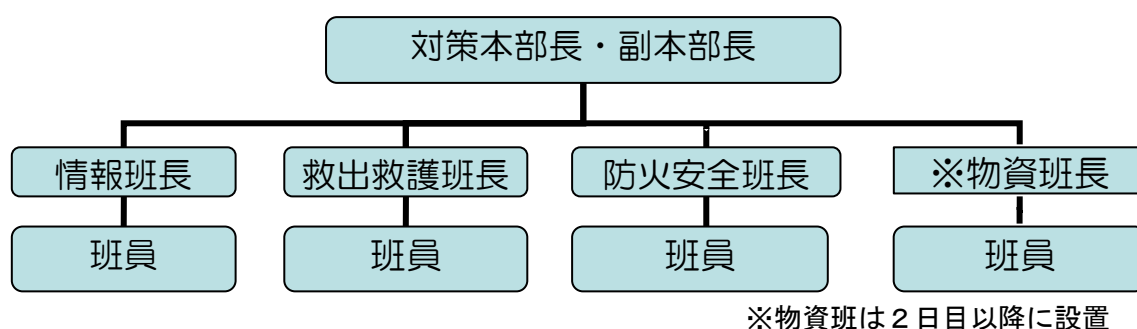 対策本部長・副本部長
情報班長
救出救護班長
防火安全班長
※物資班長
班員
班員
班員
班員
※物資班は２日目以降に設置